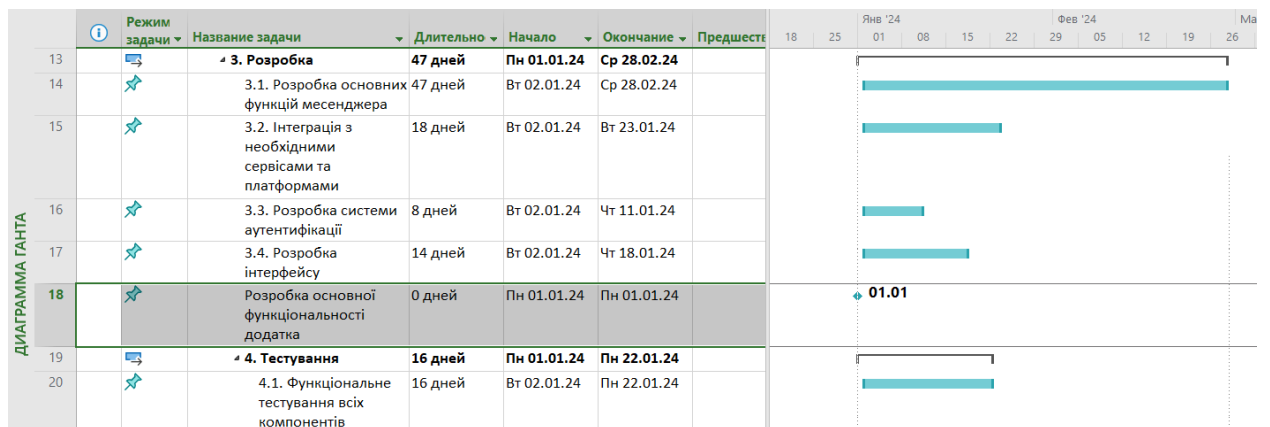 Режим
задачи
Название задачи
Длительно
Начало
Окончание
Предшеств
Янв '24
Фев '24
Ма
18 25 01 08 15 22 29 05 12 19 26
13 3. Розробка 47 дней Пн 01.01.24 Ср 28.02.24
14 3.1. Розробка основних 47 дней Вт 02.01.24 Ср 28.02.24
функцій месенджера
15 3.2. Інтеграція з 18 дней Вт 02.01.24 Вт 23.01.24
необхідними
сервісами та
платформами
16 3.3. Розробка системи 8 дней Вт 02.01.24 Чт 11.01.24
аутентифікації
17 3.4. Розробка 14 дней Вт 02.01.24 Чт 18.01.24
інтерфейсу
18 Розробка основної 0 дней Пн 01.01.24 Пн 01.01.24 01.01
функціональності
додатка
19 4. Тестування 16 дней Пн 01.01.24 Пн 22.01.24
20 4.1. Функціональне 16 дней Вт 02.01.24 Пн 22.01.24
тестування всіх
компонентів
ДИАГРАММА ГАНТА